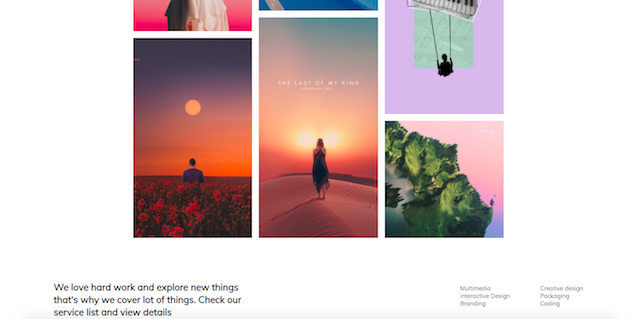 THE LAST OF MY KIND
We love hard work and explore new things
that's why we cover lot of things. Check our
service list and view details
Multimedia
Interactive Design
Branding
Creative design
Packaging
Coding